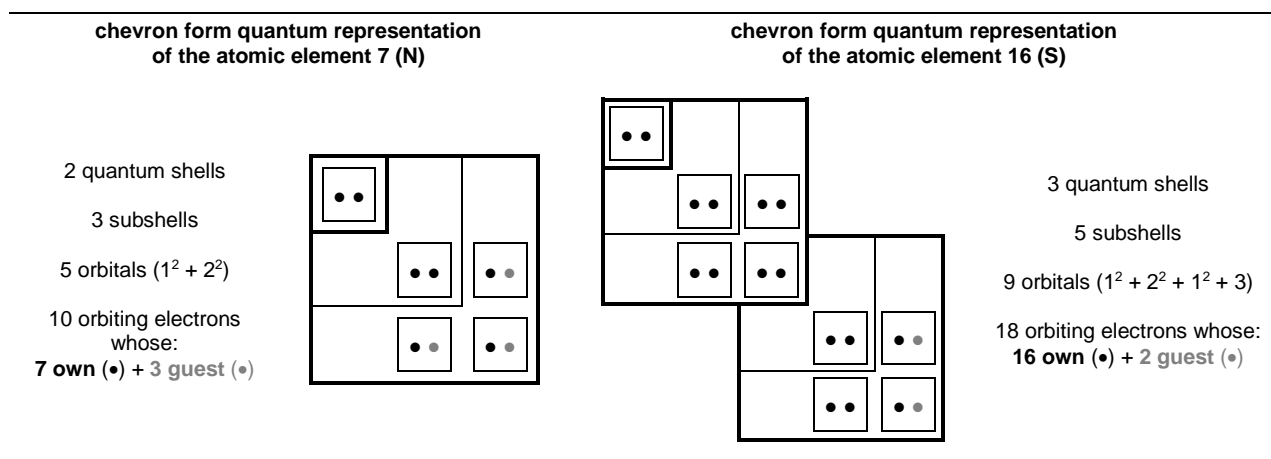 chevron form quantum representation
of the atomic element 7 (N)
2 quantum shells
3 subshells
5 orbitals (1² + 2²)
10 orbiting electrons
whose:
7 own (•) + 3 guest (•)
chevron form quantum representation
of the atomic element 16 (S)
3 quantum shells
5 subshells
9 orbitals (1² + 2² + 1² + 3)
18 orbiting electrons whose:
16 own (•) + 2 guest (•)